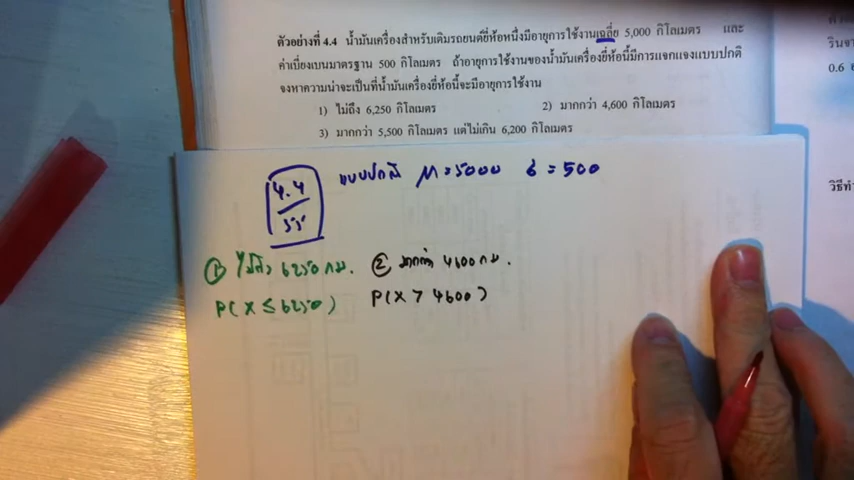 ตัวอย่างที่ 4.4 น้ำมันเครื่องสำหรับเติมรถยนต์ยี่ห้อหนึ่งมีอายุการใช้งานเฉลี่ย 5,000 กิโลเมตร และ
ค่าเบี่ยงเบนมาตรฐาน 500 กิโลเมตร ถ้าอายุการใช้งานของน้ำมันเครื่องยี่ห้อนี้มีการแจกแจงแบบปกติ
จงหาความน่าจะเป็นที่น้ำมันเครื่องยี่ห้อนี้จะมีอายุการใช้งาน
1) ไม่ถึง 6,250 กิโลเมตร 2) มากกว่า 4,600 กิโลเมตร
3) มากกว่า 5,500 กิโลเมตร แต่ไม่เกิน 6,200 กิโลเมตร
รินจา
0.6
วิธีทำ
4.4
55
แบบปกติ μ = 5000 σ = 500
① ไม่ถึง 6250 กม. ② มากกว่า 4600 กม.
P(X ≤ 6250) P(X > 4600)